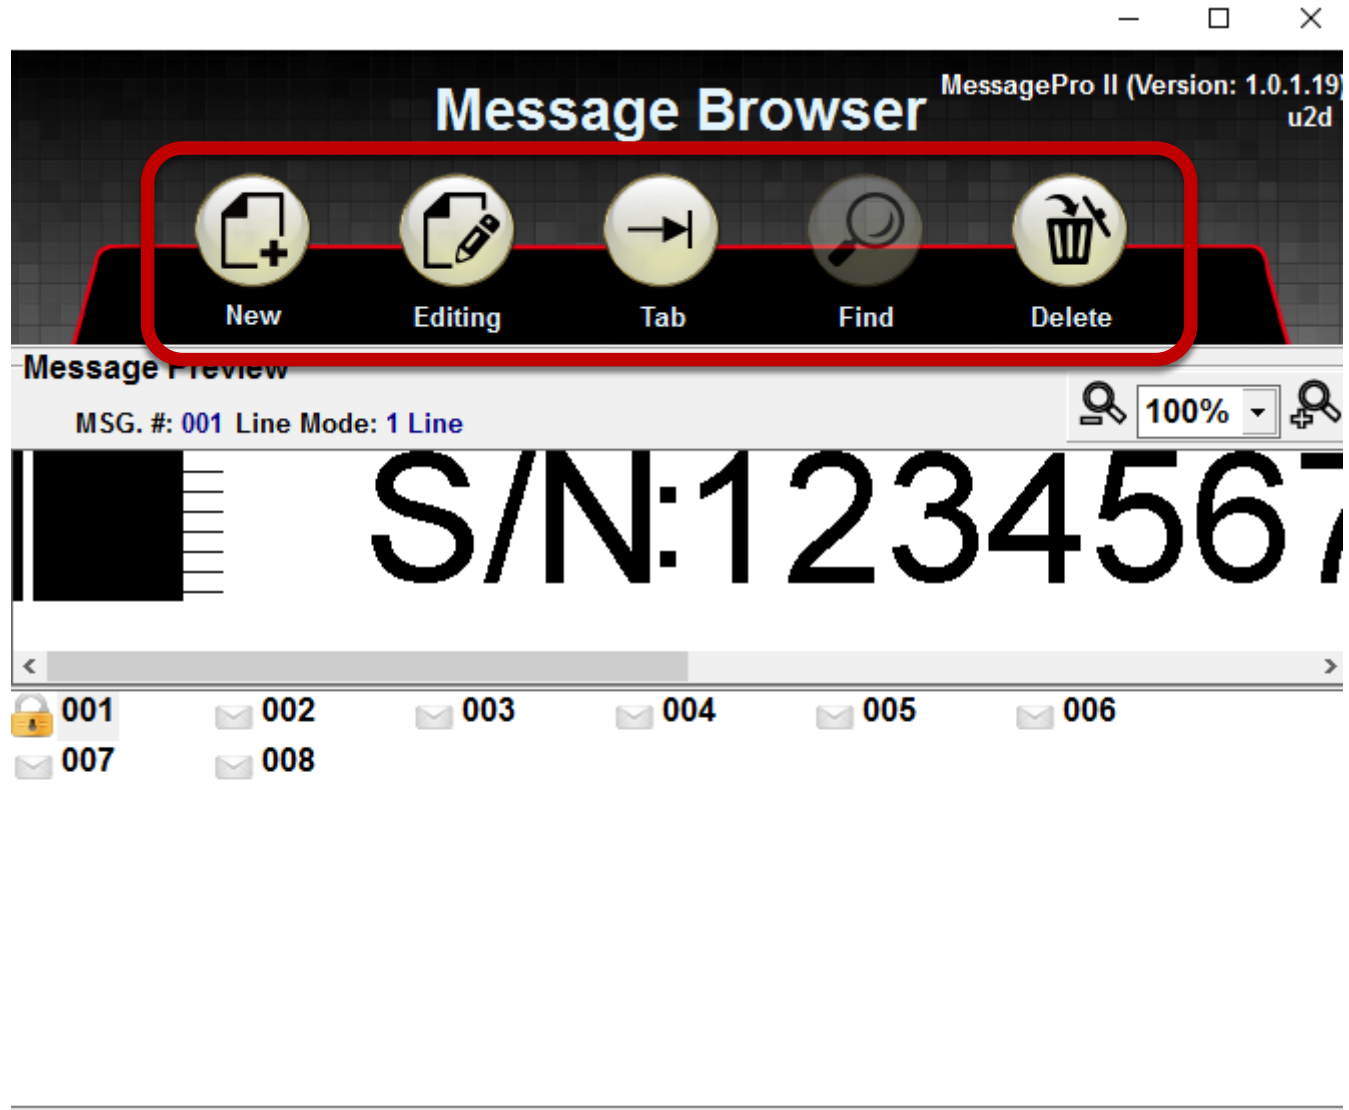 Message Browser
MessagePro II (Version: 1.0.1.19)
u2d
New Editing Tab Find Delete
Message Preview
MSG. #: 001 Line Mode: 1 Line
100%
S/N:1234567
001 002 003 004 005 006
007 008